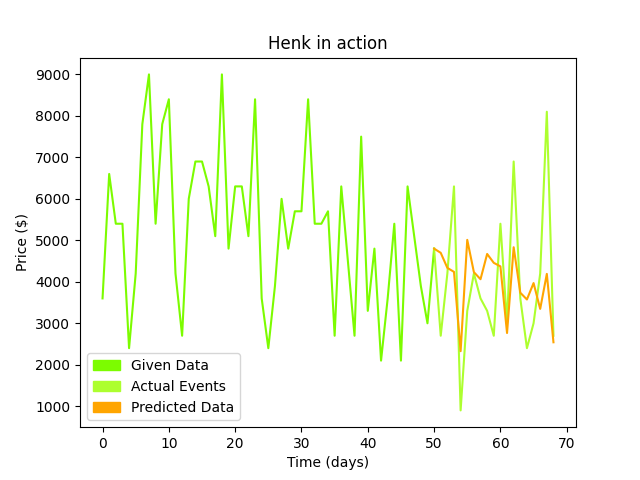 Henk in action
Price ($)
9000
8000
7000
6000
5000
4000
3000
2000
1000
Given Data
Actual Events
Predicted Data
0 10 20 30 40 50 60 70
Time (days)